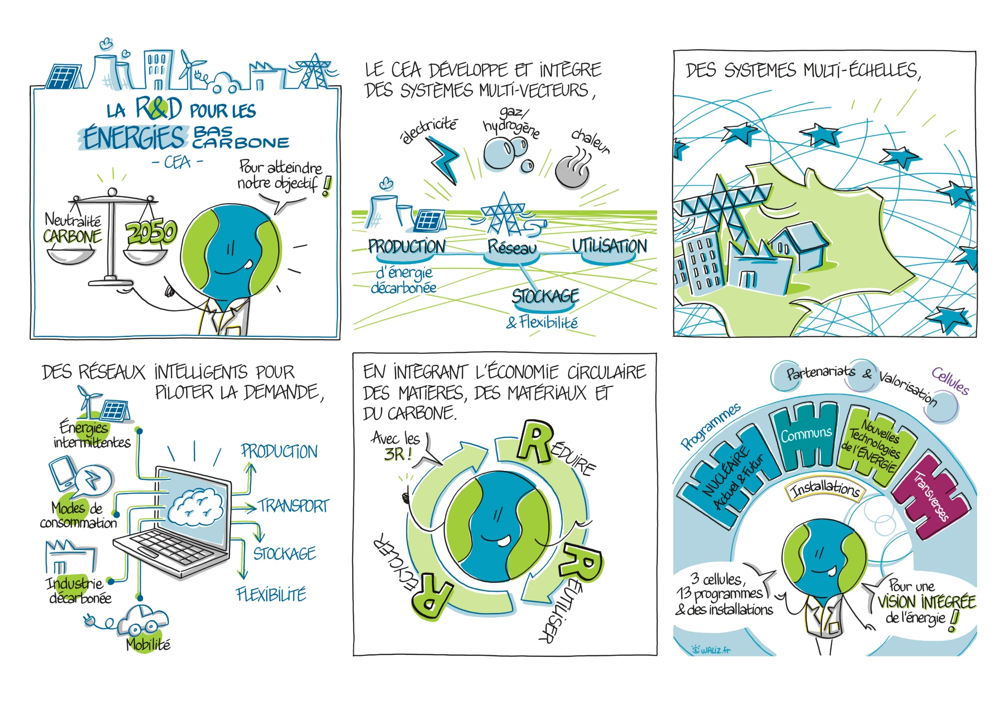 LA R&D POUR LES
ÉNERGIES BAS CARBONE
- CEA -
Pour atteindre
notre objectif !
Neutralité
CARBONE
2050
LE CEA DÉVELOPPE ET INTÈGRE
DES SYSTÈMES MULTI-VECTEURS,
électricité
gaz/
hydrogène
chaleur
PRODUCTION
d'énergie
décarbonée
Réseau
UTILISATION
STOCKAGE
& Flexibilité
DES SYSTEMES MULTI-ÉCHELLES,
DES RÉSEAUX INTELLIGENTS POUR
PILOTER LA DEMANDE,
Énergies
intermittentes
Modes de
consommation
Industrie
décarbonée
Mobilité
PRODUCTION
TRANSPORT
STOCKAGE
FLEXIBILITÉ
EN INTÉGRANT L'ÉCONOMIE CIRCULAIRE
DES MATIÈRES, DES MATÉRIAUX ET
DU CARBONE.
Avec les
3R !
RÉDUIRE
RÉUTILISER
RECYCLER
Partenariats & Valorisation
Cellules
Programmes
NUCLÉAIRE
Actuel & Futur
Communs
Nouvelles
Technologies
de l'ÉNERGIE
Transverses
Installations
3 cellules,
13 programmes
& des installations
Pour une
VISION INTÉGRÉE
de l'énergie !
WALIZ.fr